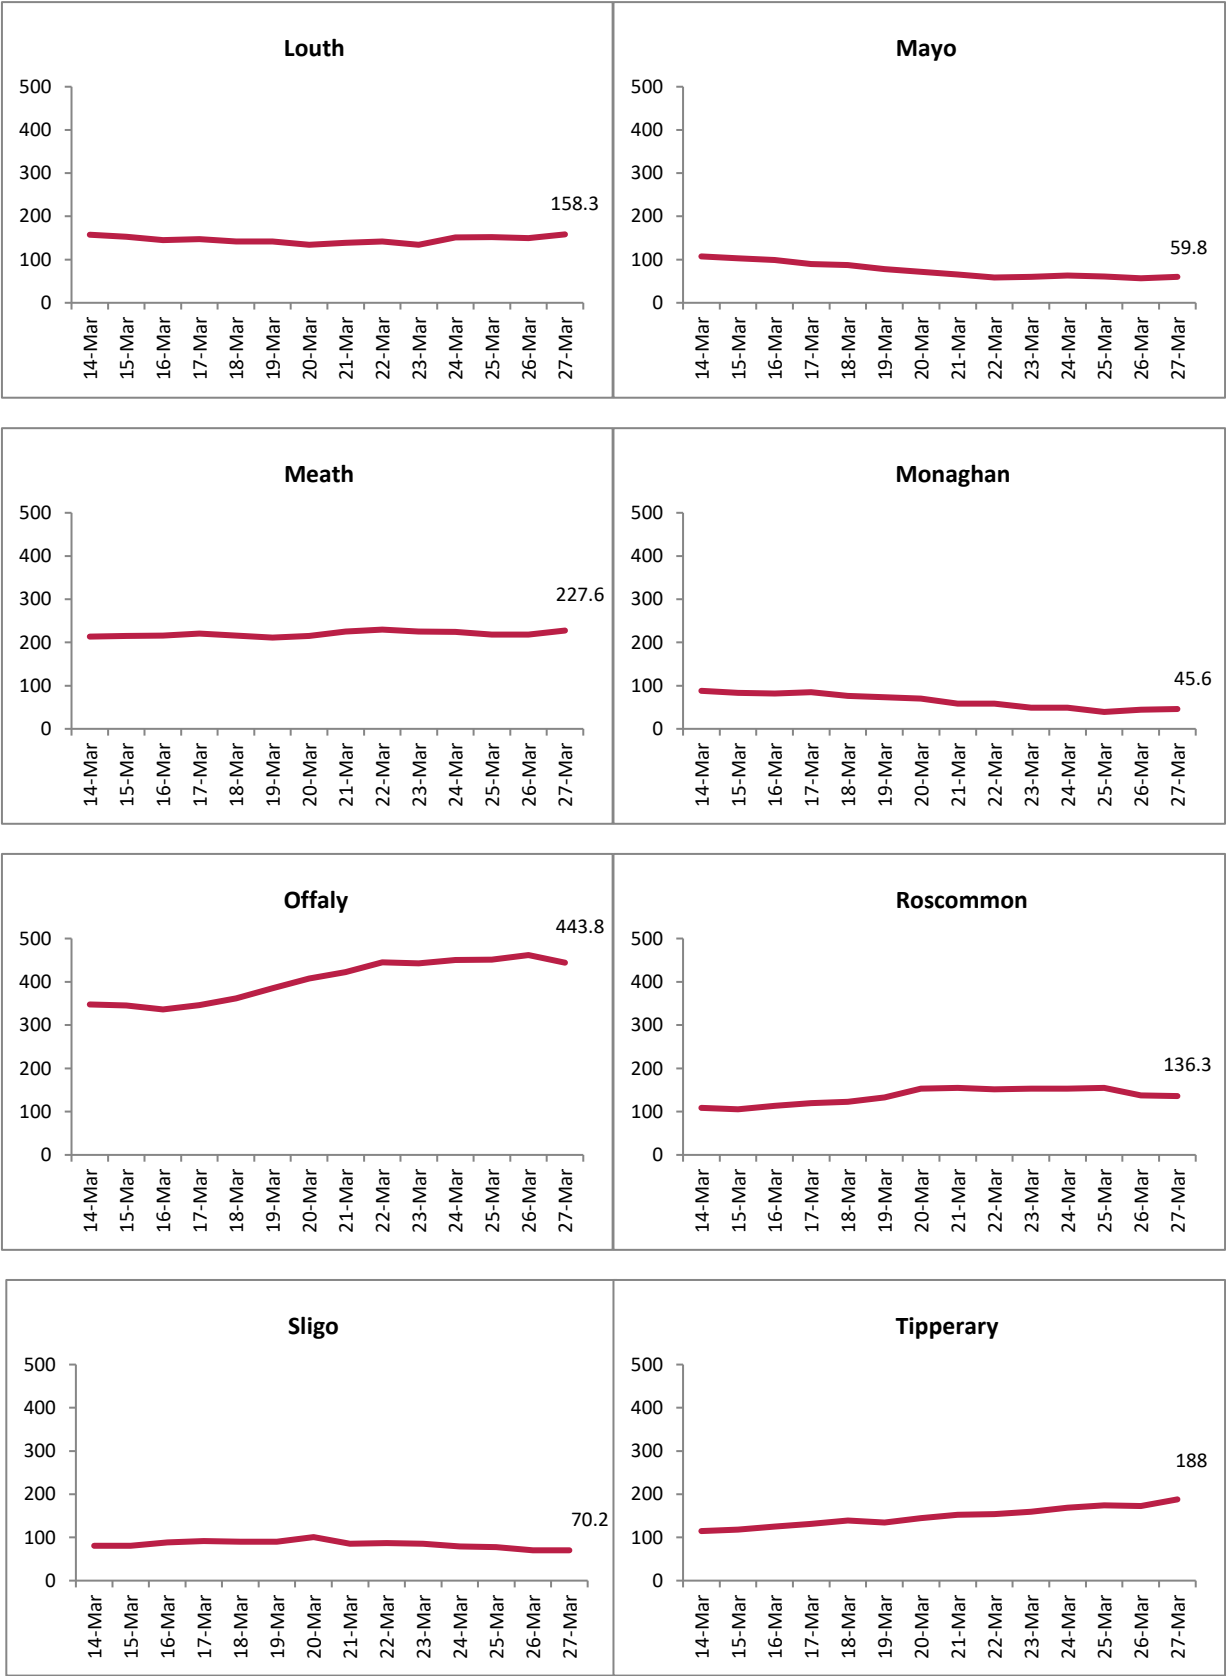 Louth
500
400
300
200
100
0
158.3
14-Mar
15-Mar
16-Mar
17-Mar
18-Mar
19-Mar
20-Mar
21-Mar
22-Mar
23-Mar
24-Mar
25-Mar
26-Mar
27-Mar
Mayo
500
400
300
200
100
0
59.8
14-Mar
15-Mar
16-Mar
17-Mar
18-Mar
19-Mar
20-Mar
21-Mar
22-Mar
23-Mar
24-Mar
25-Mar
26-Mar
27-Mar
Meath
500
400
300
200
100
0
227.6
14-Mar
15-Mar
16-Mar
17-Mar
18-Mar
19-Mar
20-Mar
21-Mar
22-Mar
23-Mar
24-Mar
25-Mar
26-Mar
27-Mar
Monaghan
500
400
300
200
100
0
45.6
14-Mar
15-Mar
16-Mar
17-Mar
18-Mar
19-Mar
20-Mar
21-Mar
22-Mar
23-Mar
24-Mar
25-Mar
26-Mar
27-Mar
Offaly
443.8
500
400
300
200
100
0
14-Mar
15-Mar
16-Mar
17-Mar
18-Mar
19-Mar
20-Mar
21-Mar
22-Mar
23-Mar
24-Mar
25-Mar
26-Mar
27-Mar
Roscommon
500
400
300
200
100
0
136.3
14-Mar
15-Mar
16-Mar
17-Mar
18-Mar
19-Mar
20-Mar
21-Mar
22-Mar
23-Mar
24-Mar
25-Mar
26-Mar
27-Mar
Sligo
500
400
300
200
100
0
70.2
14-Mar
15-Mar
16-Mar
17-Mar
18-Mar
19-Mar
20-Mar
21-Mar
22-Mar
23-Mar
24-Mar
25-Mar
26-Mar
27-Mar
Tipperary
500
400
300
200
100
0
188
14-Mar
15-Mar
16-Mar
17-Mar
18-Mar
19-Mar
20-Mar
21-Mar
22-Mar
23-Mar
24-Mar
25-Mar
26-Mar
27-Mar